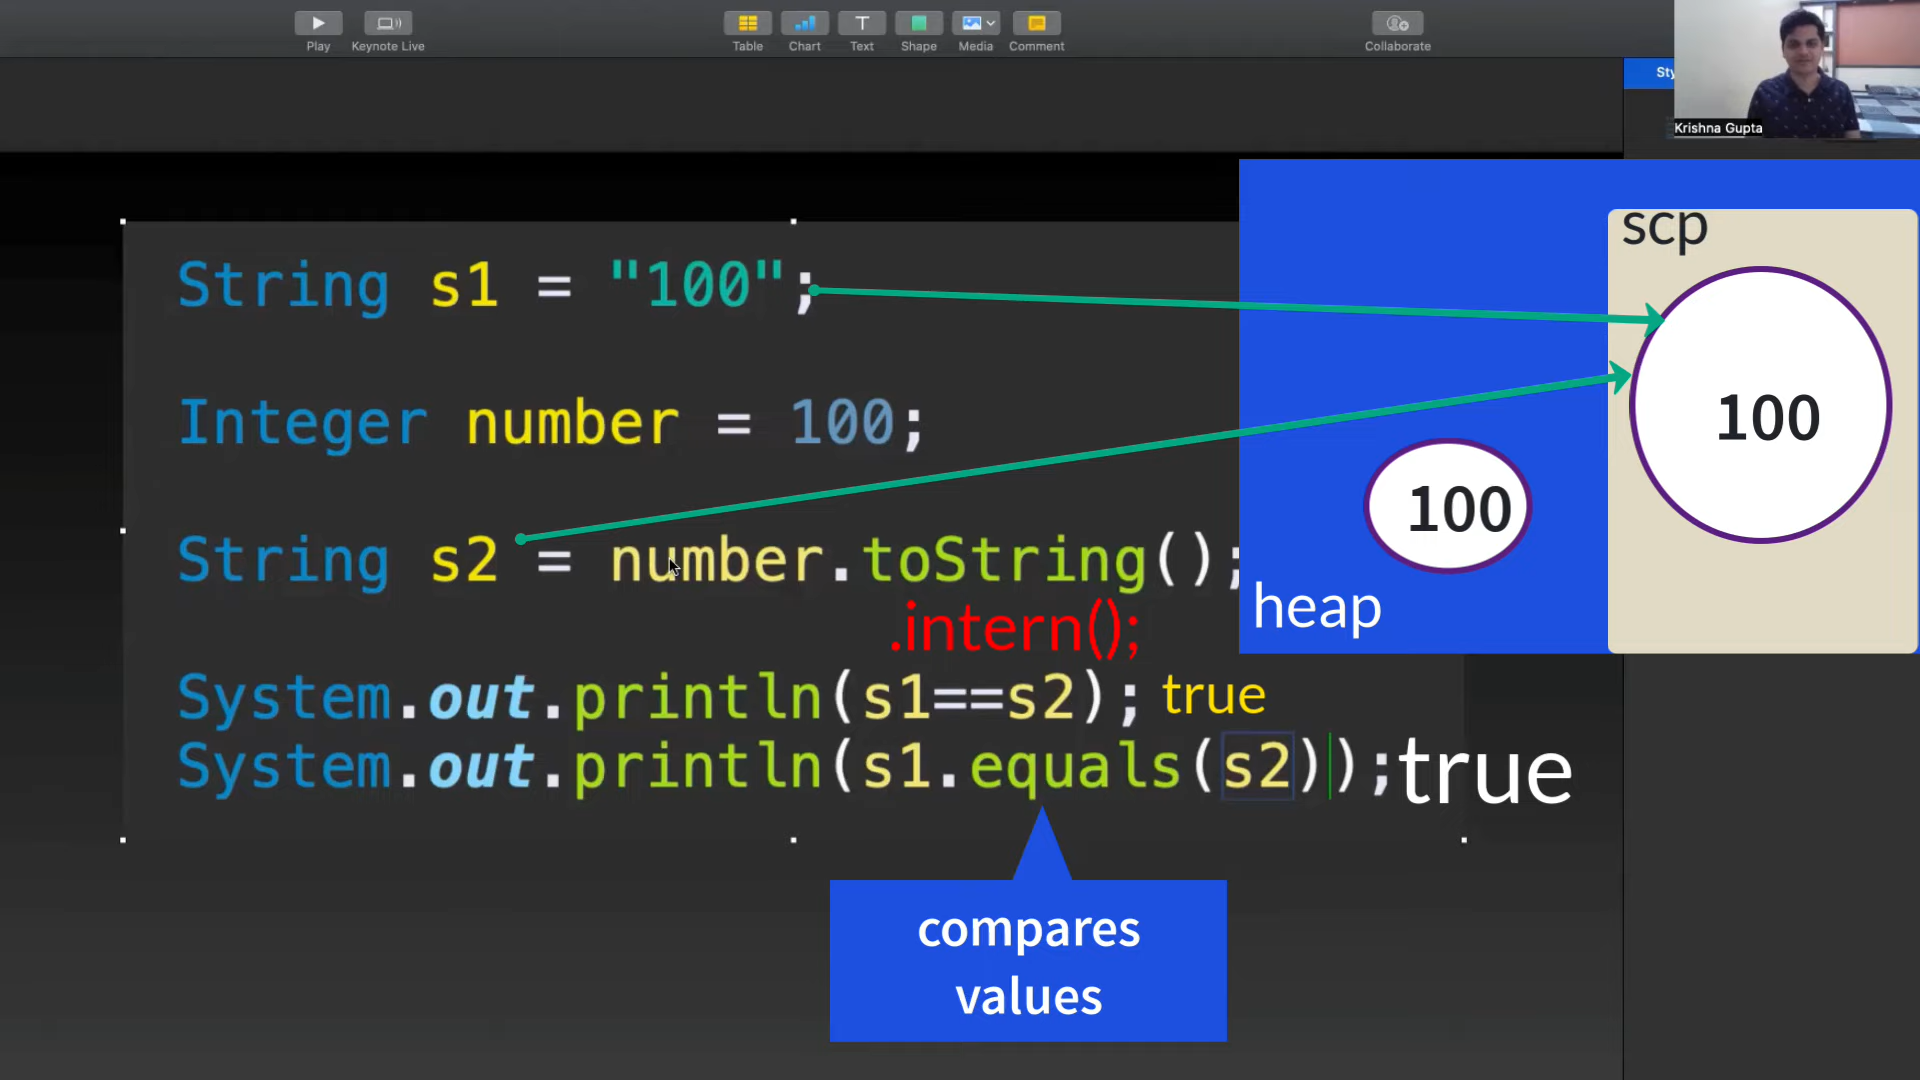 Play
Keynote Live
Table
Chart
Text
Shape
Media
Comment
Collaborate
Sty
Krishna Gupta
String s1 = "100";
Integer number = 100;
String s2 = number.toString();
.intern();
System.out.println(s1==s2); true
System.out.println(s1.equals(s2));true
scp
100
100
heap
compares
values